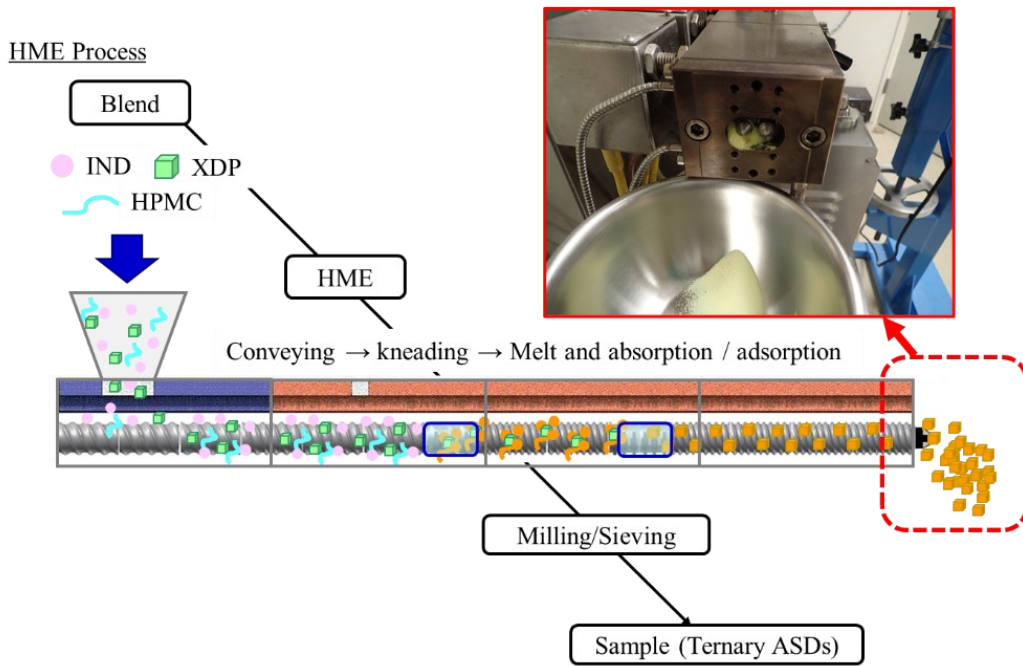 HME Process
Blend
IND XDP
HPMC
HME
Conveying → kneading → Melt and absorption / adsorption
Milling/Sieving
Sample (Ternary ASDs)